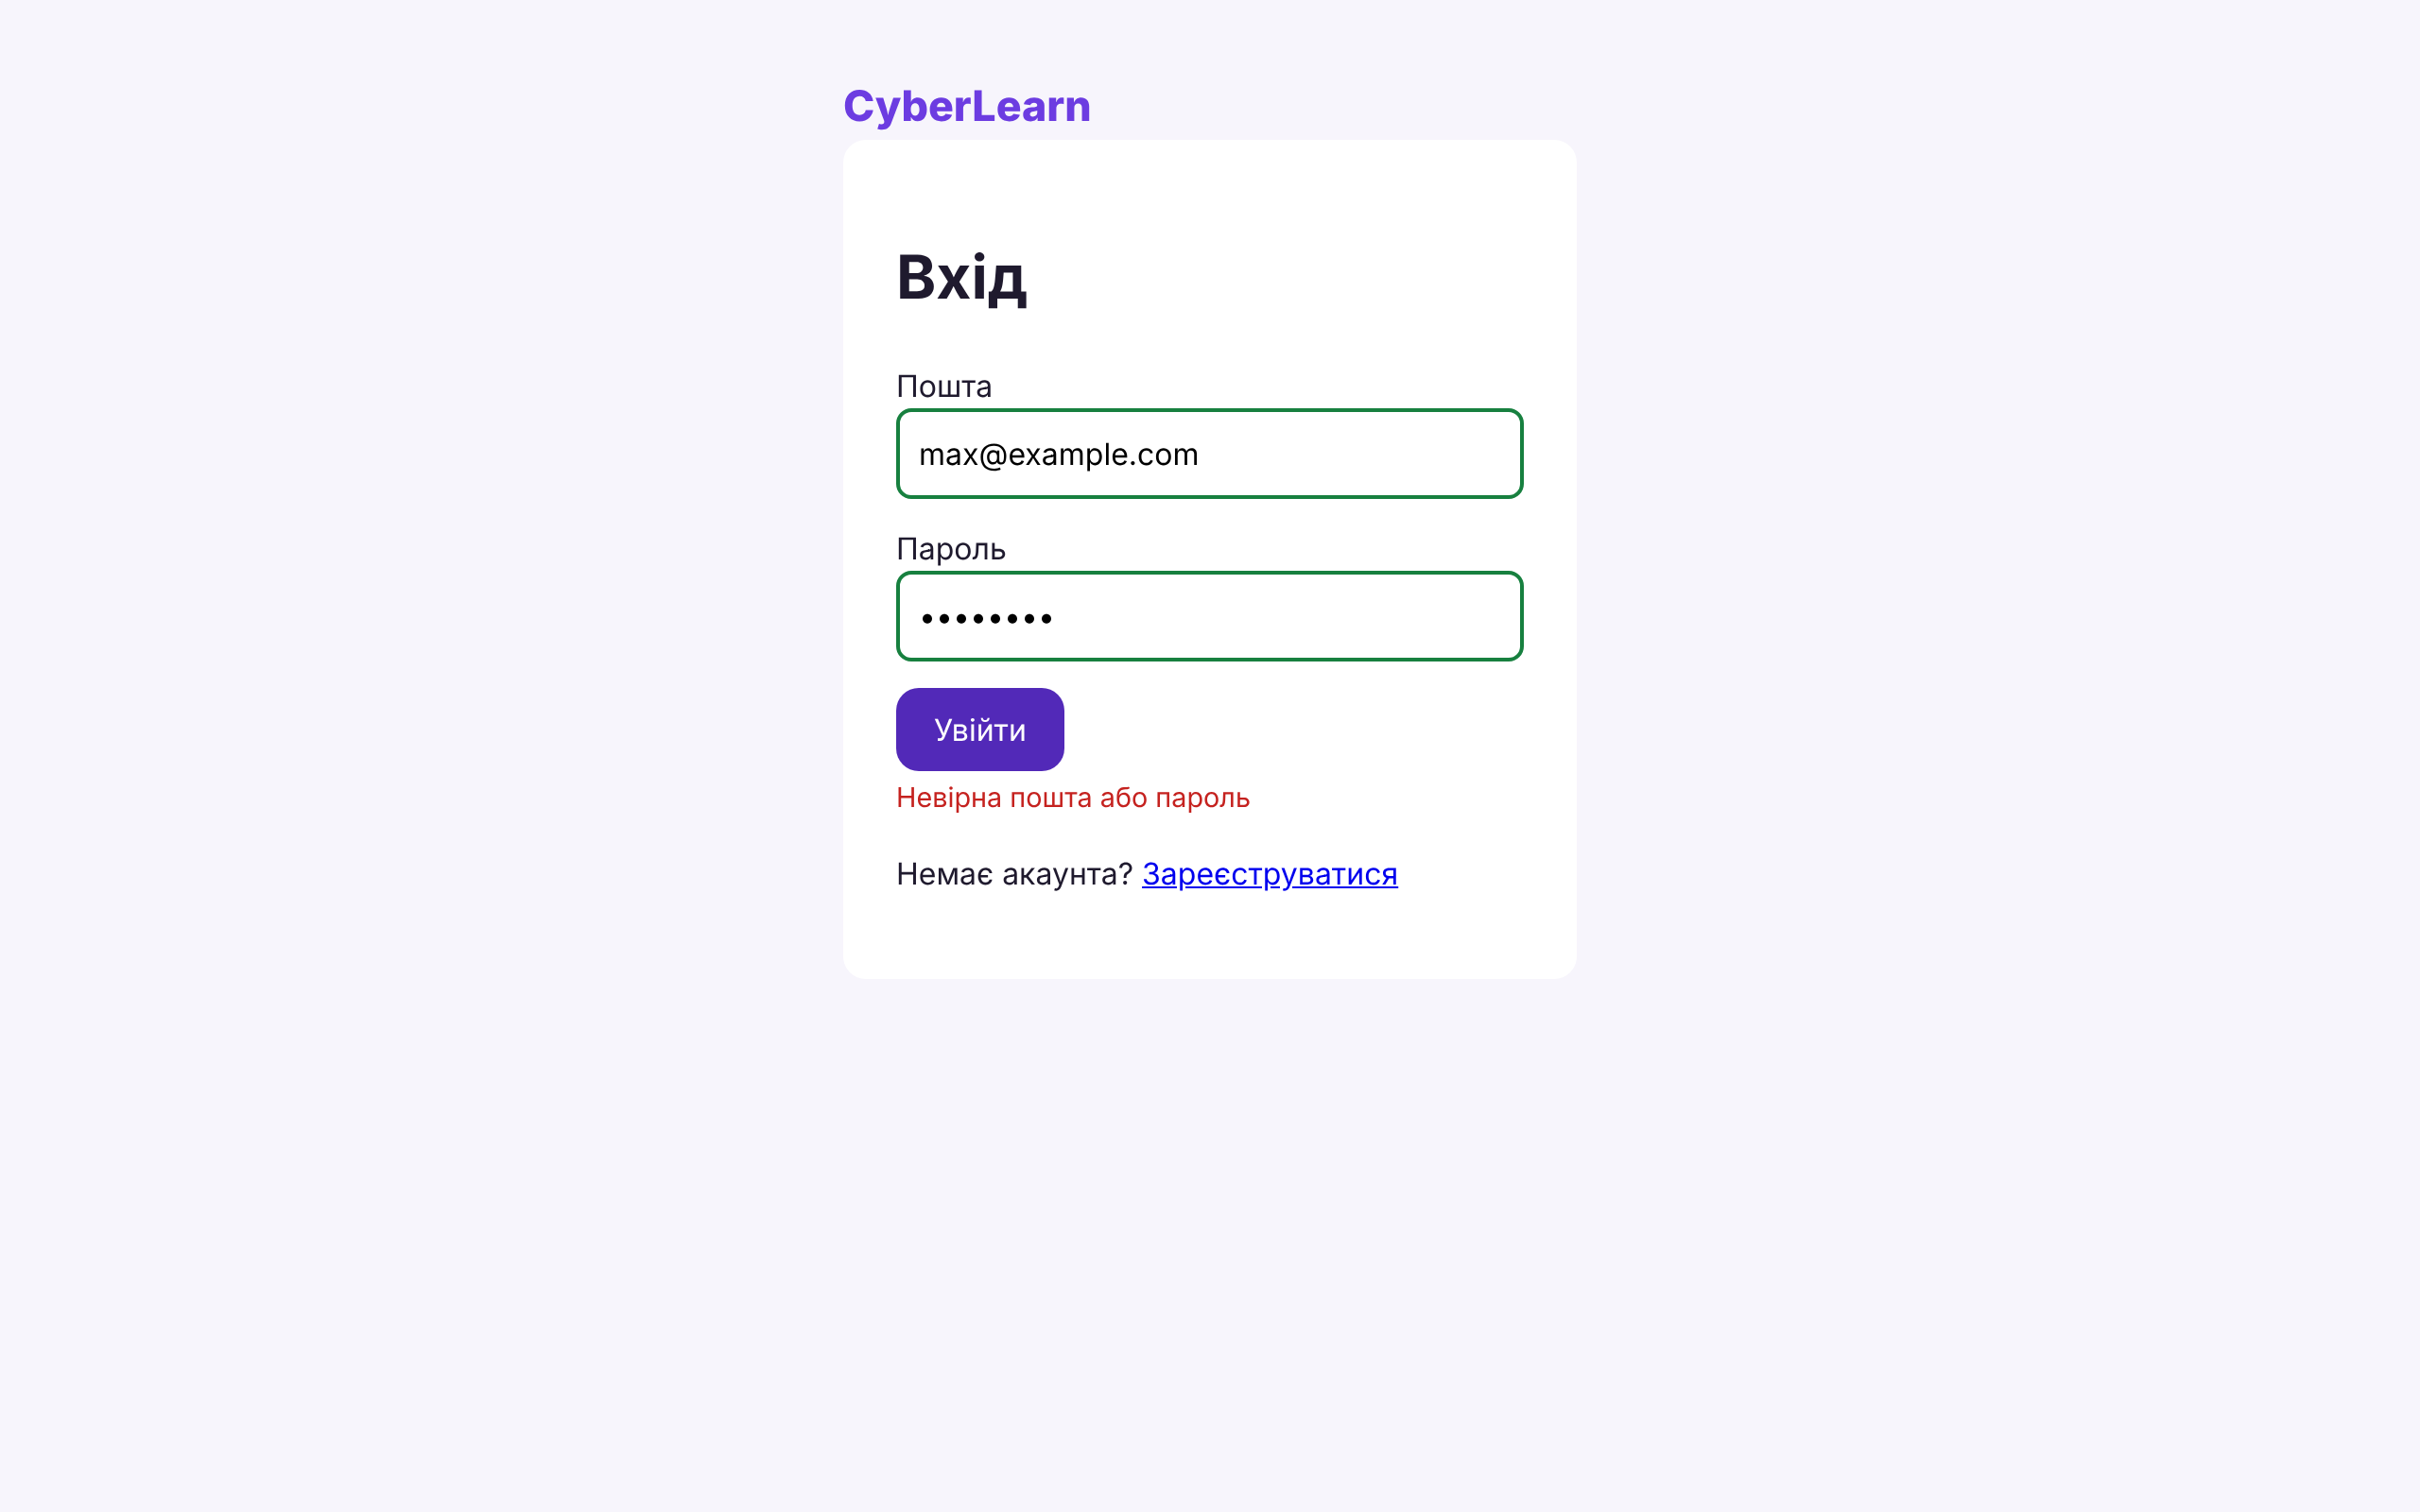 CyberLearn
Вхід
Пошта
max@example.com
Пароль
••••••••
Увійти
Невірна пошта або пароль
Немає акаунта? Зареєструватися